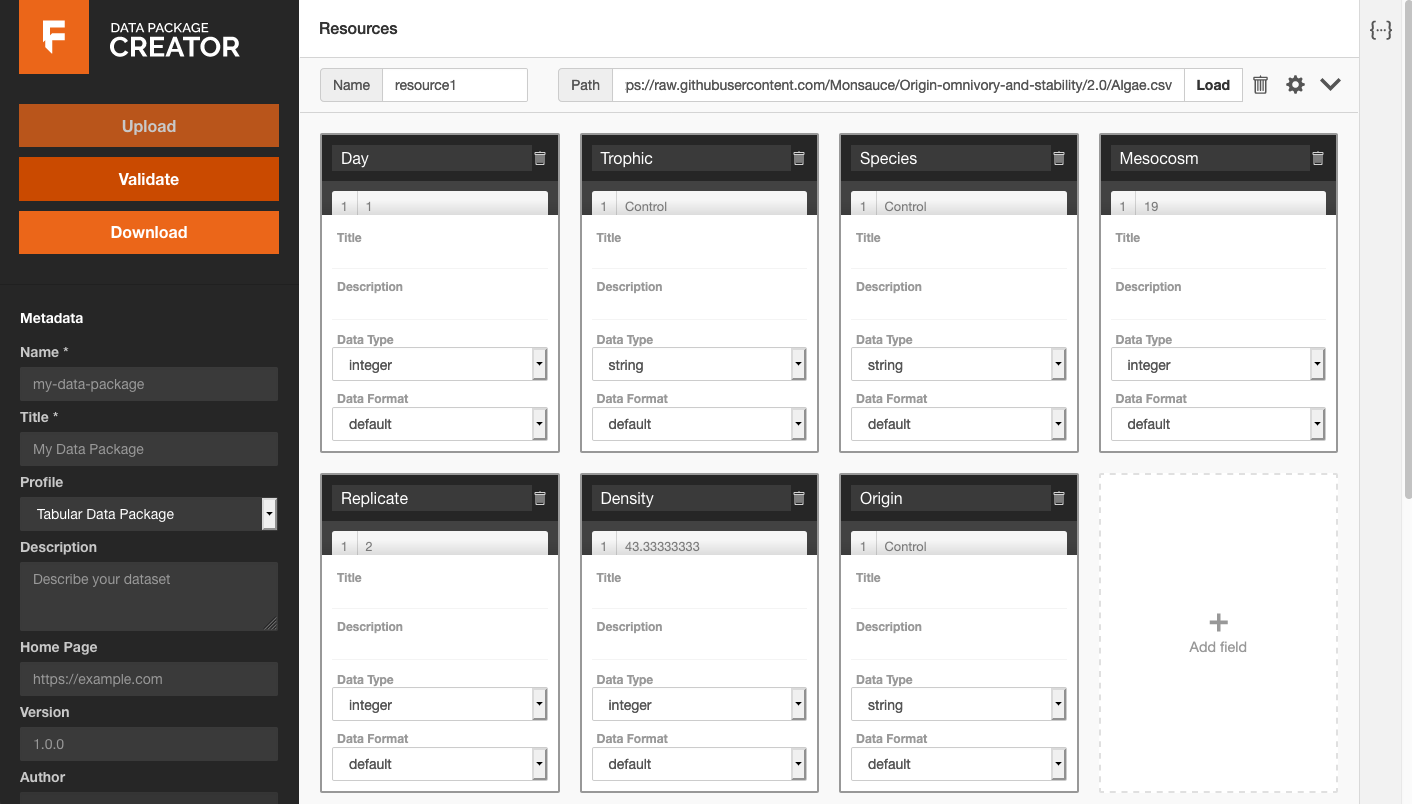 DATA PACKAGE
CREATOR
Upload
Validate
Download
Metadata
Name *
my-data-package
Title *
My Data Package
Profile
Tabular Data Package
Description
Describe your dataset
Home Page
https://example.com
Version
1.0.0
Author
Resources
{···}
Name resource1 Path ps://raw.githubusercontent.com/Monsauce/Origin-omnivory-and-stability/2.0/Algae.csv Load
Day
1 1
Title
Description
Data Type
integer
Data Format
default
Trophic
1 Control
Title
Description
Data Type
string
Data Format
default
Species
1 Control
Title
Description
Data Type
string
Data Format
default
Mesocosm
1 19
Title
Description
Data Type
integer
Data Format
default
Replicate
1 2
Title
Description
Data Type
integer
Data Format
default
Density
1 43.33333333
Title
Description
Data Type
integer
Data Format
default
Origin
1 Control
Title
Description
Data Type
string
Data Format
default
+
Add field